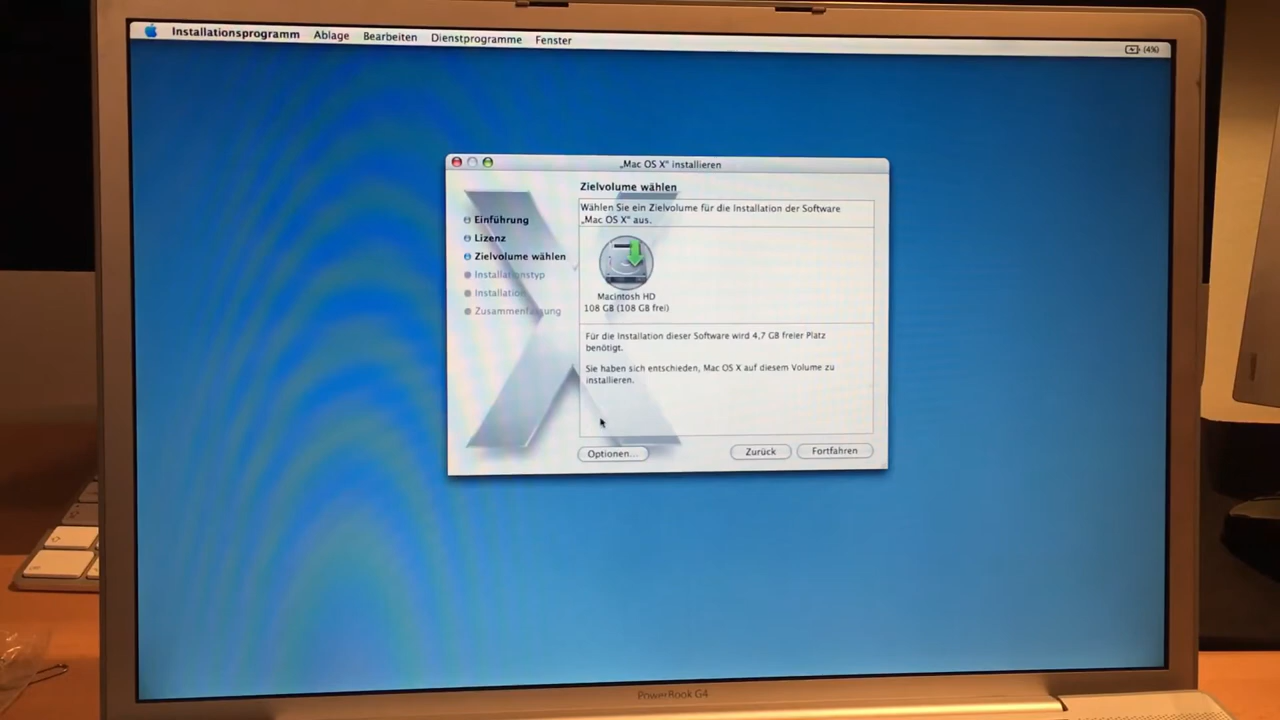 Installationsprogramm Ablage Bearbeiten Dienstprogramme Fenster (4%)
„Mac OS X“ installieren
Zielvolume wählen
Wählen Sie ein Zielvolume für die Installation der Software
„Mac OS X“ aus.
Einführung
Lizenz
Zielvolume wählen
Installationstyp
Installation
Zusammenfassung
Macintosh HD
108 GB (108 GB frei)
Für die Installation dieser Software wird 4,7 GB freier Platz
benötigt.
Sie haben sich entschieden, Mac OS X auf diesem Volume zu
installieren.
Optionen... Zurück Fortfahren
PowerBook G4